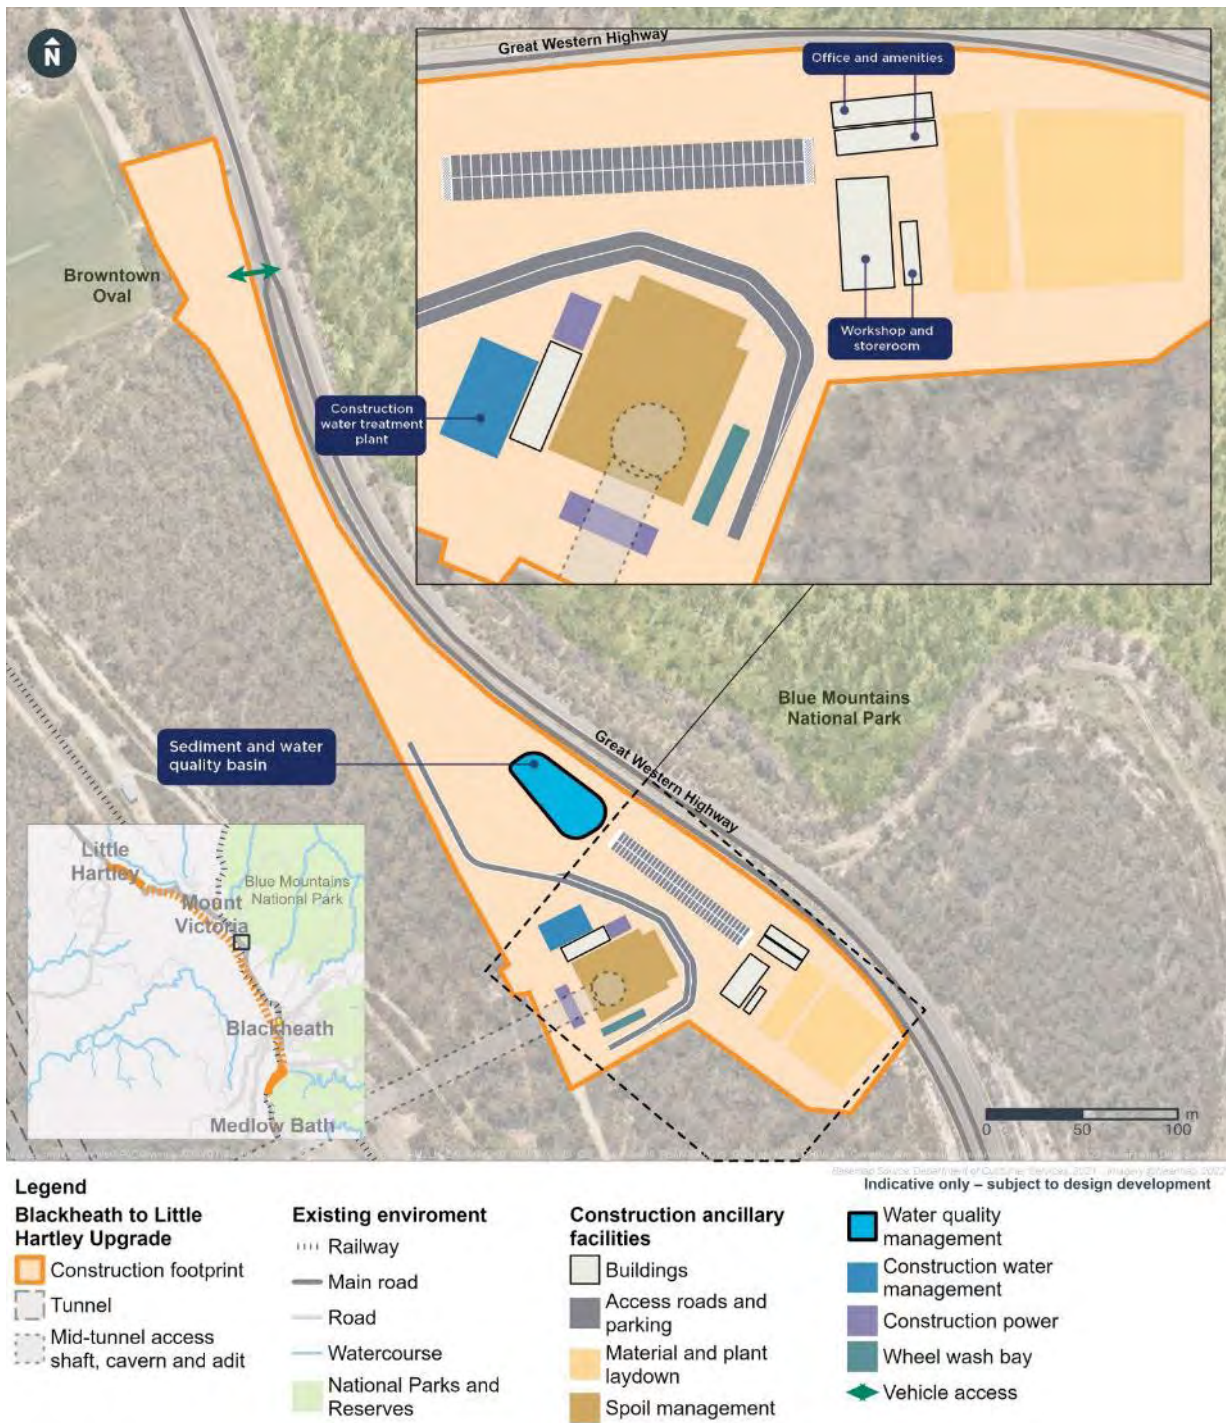 N
Great Western Highway
Office and amenities
Browntown
Oval
Workshop and
storeroom
Construction
water treatment
plant
Blue Mountains
National Park
Sediment and water
quality basin
Great Western Highway
Little
Hartley
Blue Mountains
National Park
Mount
Victoria
Blackheath
Medlow Bath
m
0 50 100
Indicative only – subject to design development
Legend
Blackheath to Little
Hartley Upgrade
Construction footprint
Tunnel
Mid-tunnel access
shaft, cavern and adit
Existing enviroment
Railway
Main road
Road
Watercourse
National Parks and
Reserves
Construction ancillary
facilities
Buildings
Access roads and
parking
Material and plant
laydown
Spoil management
Water quality
management
Construction water
management
Construction power
Wheel wash bay
Vehicle access